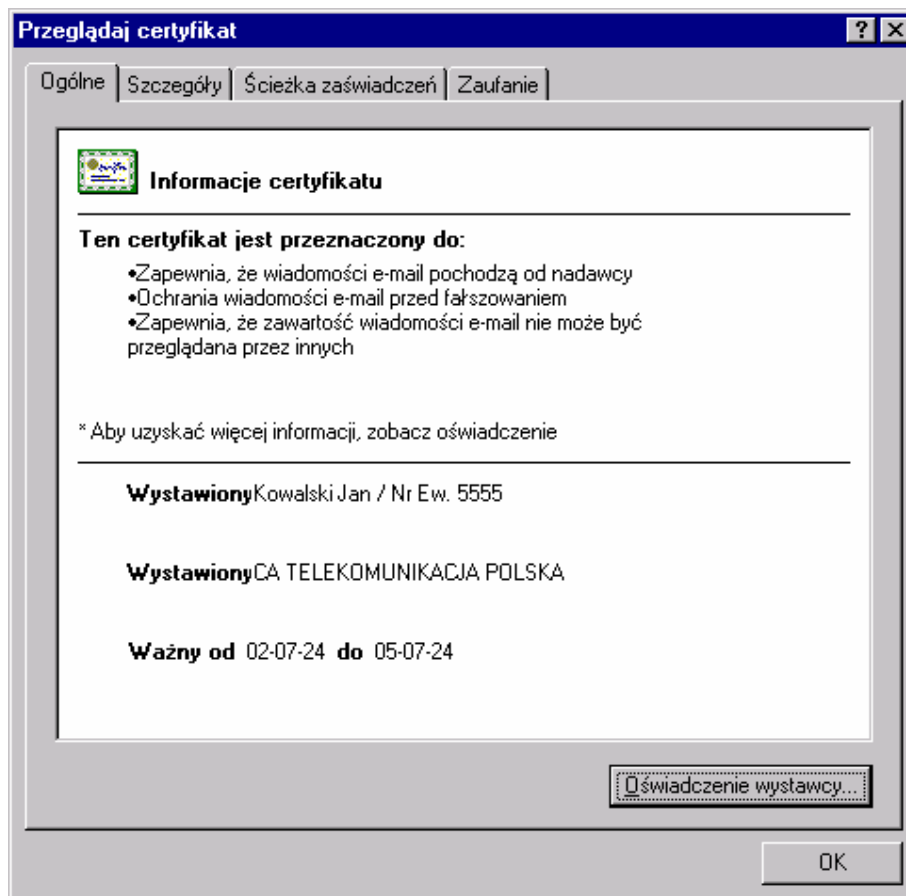 Przeglądaj certyfikat
Ogólne Szczegóły Ścieżka zaświadczeń Zaufanie
Informacje certyfikatu
Ten certyfikat jest przeznaczony do:
•Zapewnia, że wiadomości e-mail pochodzą od nadawcy
•Ochrania wiadomości e-mail przed fałszowaniem
•Zapewnia, że zawartość wiadomości e-mail nie może być
przeglądana przez innych
* Aby uzyskać więcej informacji, zobacz oświadczenie
WystawionyKowalski Jan / Nr Ew. 5555
WystawionyCA TELEKOMUNIKACJA POLSKA
Ważny od 02-07-24 do 05-07-24
Oświadczenie wystawcy...
OK